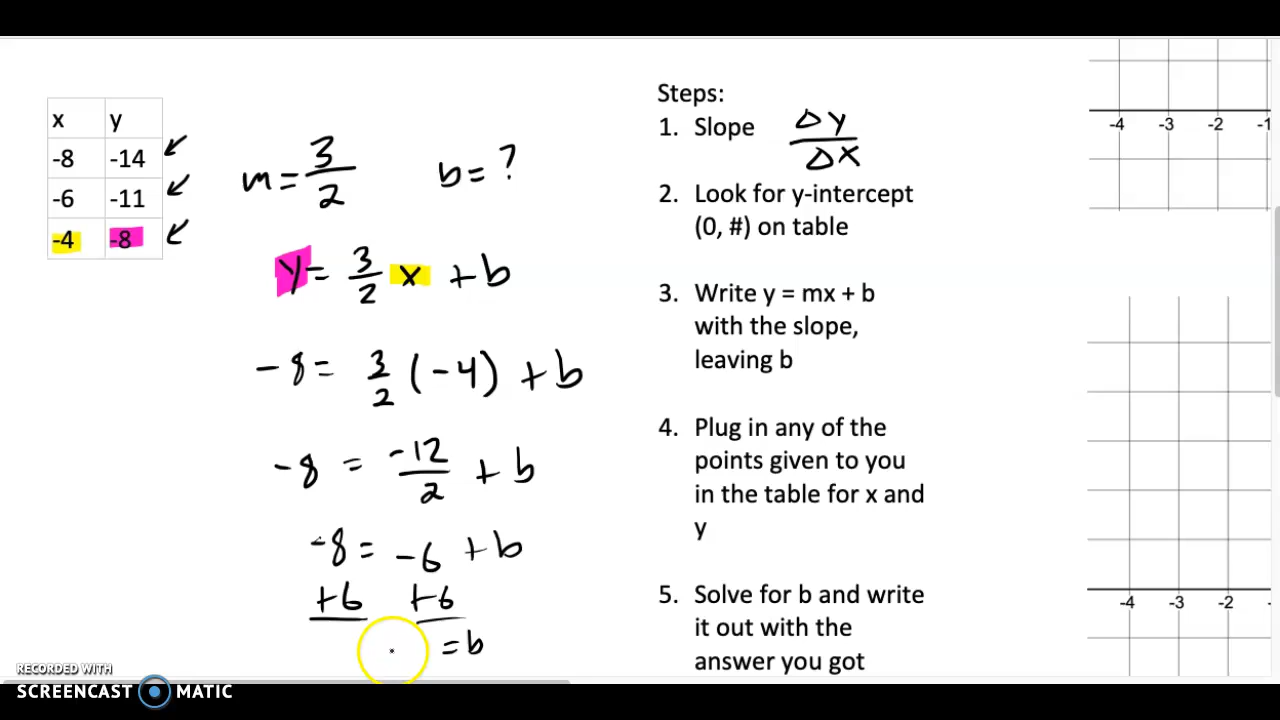 x y
-8 -14
-6 -11
-4 -8
m = 3/2 b = ?
y = 3/2 x + b
-8 = 3/2 (-4) + b
-8 = -12/2 + b
-8 = -6 + b
+6 +6
= b
Steps:
1. Slope Δy/Δx
2. Look for y-intercept
(0, #) on table
3. Write y = mx + b
with the slope,
leaving b
4. Plug in any of the
points given to you
in the table for x and
y
5. Solve for b and write
it out with the
answer you got
-4 -3 -2 -1
-4 -3 -2
RECORDED WITH
SCREENCAST MATIC